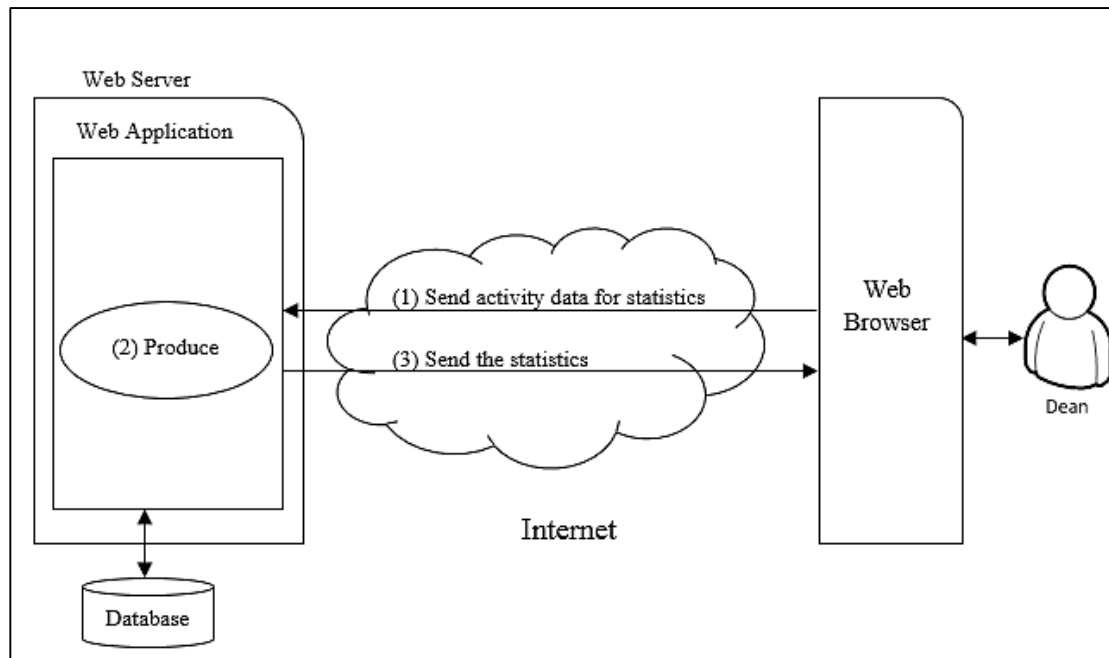 Web Server
Web Application
(1) Send activity data for statistics
(2) Produce
(3) Send the statistics
Web
Browser
Dean
Internet
Database